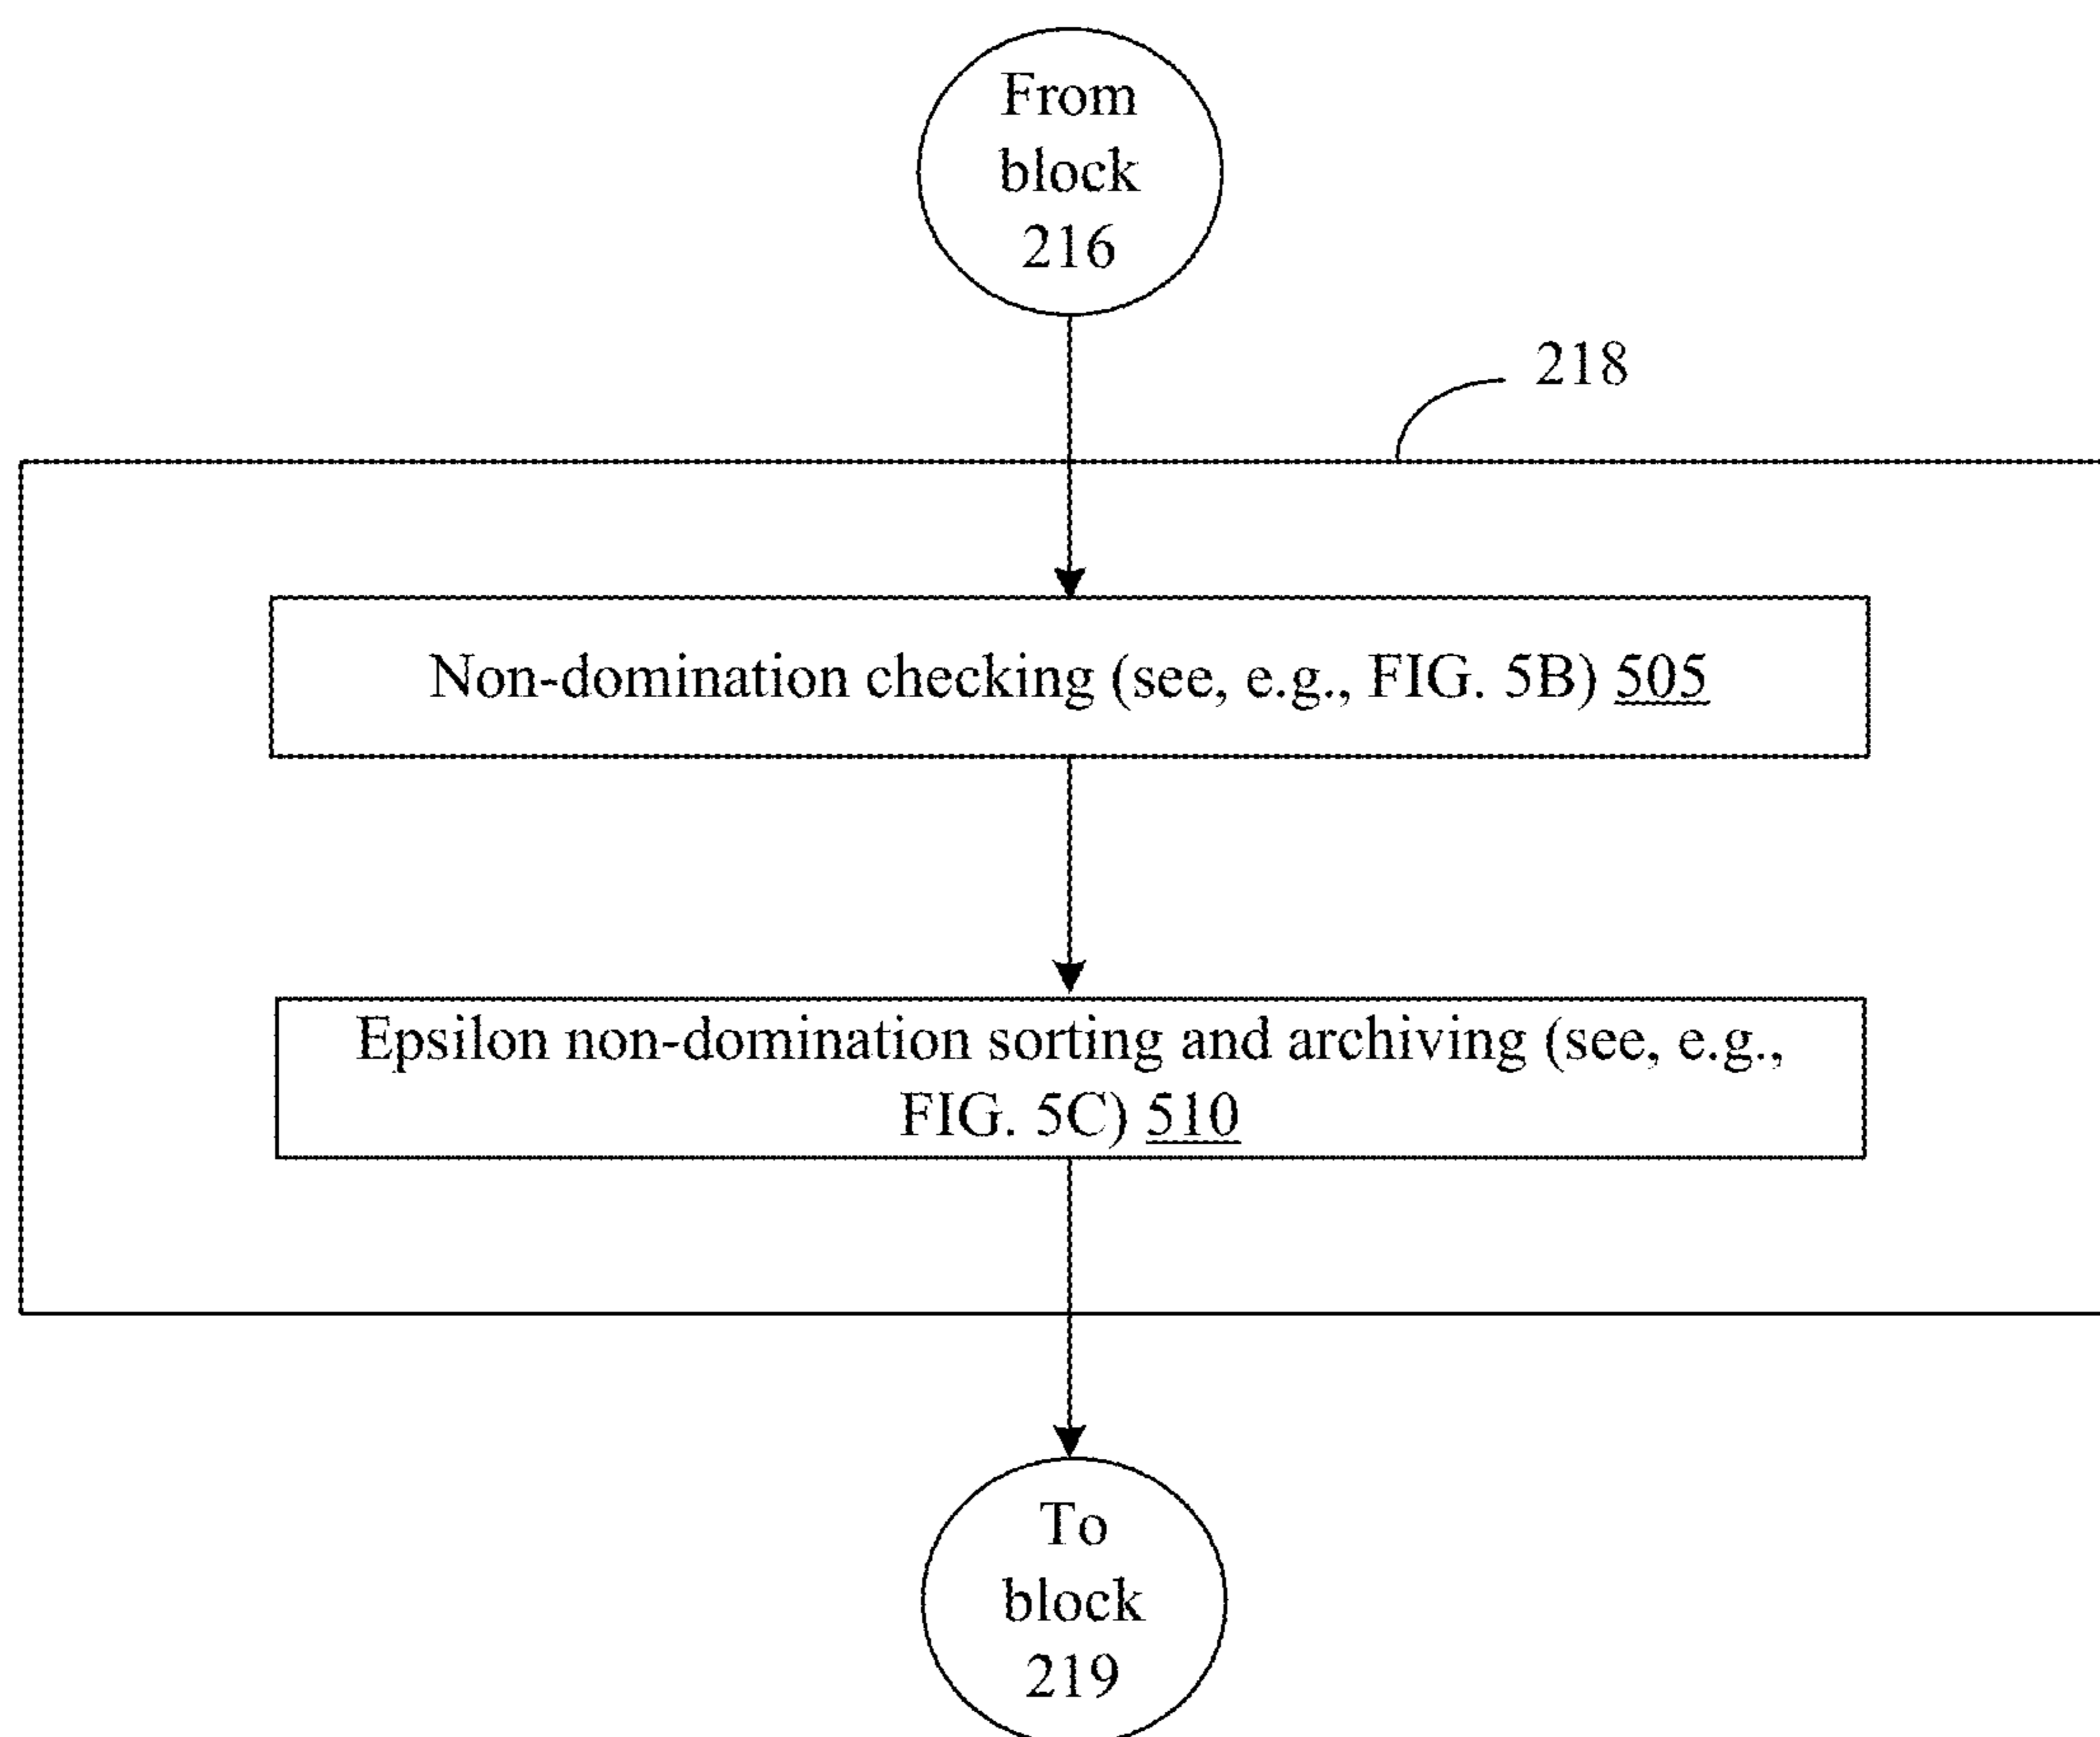 From
block
216
218
Non-domination checking (see, e.g., FIG. 5B) 505
Epsilon non-domination sorting and archiving (see, e.g.,
FIG. 5C) 510
To
block
219